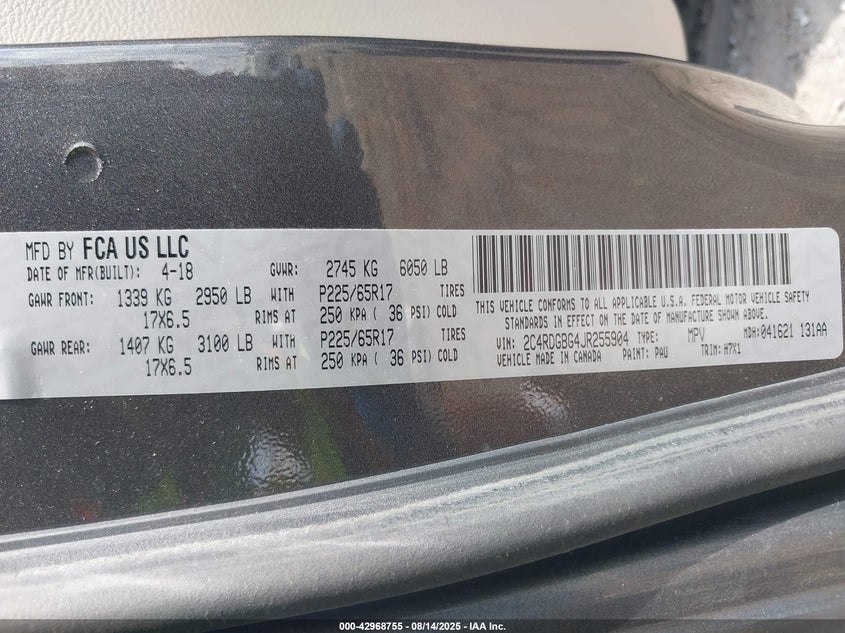 MFD BY FCA US LLC
DATE OF MFR(BUILT): 4-18 GVWR: 2745 KG 6050 LB
GAWR FRONT: 1339 KG 2950 LB WITH P225/65R17 TIRES
17X6.5 RIMS AT 250 KPA ( 36 PSI) COLD
GAWR REAR: 1407 KG 3100 LB WITH P225/65R17 TIRES
17X6.5 RIMS AT 250 KPA ( 36 PSI) COLD
THIS VEHICLE CONFORMS TO ALL APPLICABLE U.S.A. FEDERAL MOTOR VEHICLE SAFETY
STANDARDS IN EFFECT ON THE DATE OF MANUFACTURE SHOWN ABOVE.
VIN: 2C4RDGBG4JR255904 TYPE: MPV MDH: 041621 131AA
VEHICLE MADE IN CANADA PAINT: PAU TRIM: M7X1
000-42968755 - 08/14/2025 - IAA Inc.